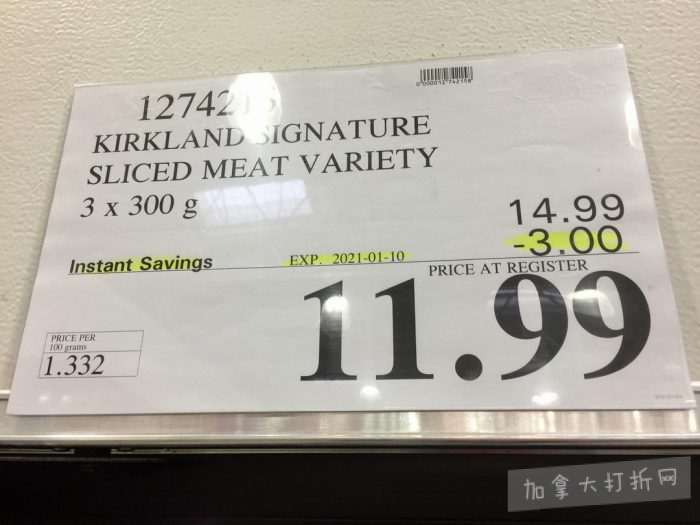 0000012742168
KIRKLAND SIGNATURE
SLICED MEAT VARIETY
3 x 300 g
14.99
-3.00
Instant Savings EXP. 2021-01-10
PRICE AT REGISTER
11.99
PRICE PER
100 grams
1.332
加拿大打折网